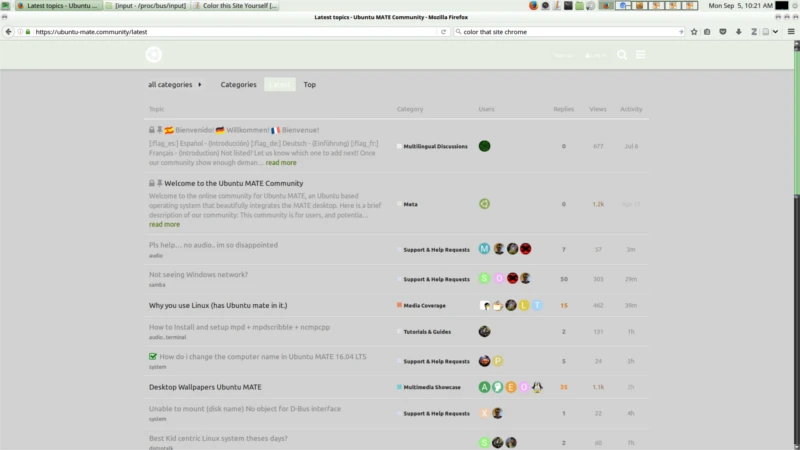 Latest topics - Ubuntu ...
[input - /proc/bus/input]
Color this Site Yourself [...
Mon Sep 5, 10:21 AM
Latest topics - Ubuntu MATE Community - Mozilla Firefox
https://ubuntu-mate.community/latest
color that site chrome
all categories
Categories
Latest
Top
Topic Category Users Replies Views Activity
Bienvenido! Willkommen! Bienvenue!
[:flag_es:] Español - (Introducción) [:flag_de:] Deutsch - (Einführung) [:flag_fr:]
Français - (Introduction) Not listed? Let us know which one to add next! Once
our community show enough deman... read more
Multilingual Discussions
0 677 Jul 6
Welcome to the Ubuntu MATE Community
Welcome to the online community for Ubuntu MATE, an Ubuntu based
operating system that beautifully integrates the MATE desktop. Here is a brief
description of our community: This community is for users, and potentia...
read more
Meta
0 1.2k
Pls help.... no audio.. im so disappointed
audio
Support & Help Requests
M
7 57 3m
Not seeing Windows network?
samba
Support & Help Requests
S O
30 303 29m
Why you use Linux (has Ubuntu mate in it.)
Media Coverage
L T
15 462 39m
How to Install and setup mpd + mpdscribble + ncmpcpp
audio, terminal
Tutorials & Guides
2 131 1h
How do i change the computer name in Ubuntu MATE 16.04 LTS
system
Support & Help Requests
P
5 24 2h
Desktop Wallpapers Ubuntu MATE
Multimedia Showcase
A E O
1.1k 2h
Unable to mount (disk name) No object for D-Bus interface
system
Support & Help Requests
X
1 22 4h
Best Kid centric Linux system theses days?
S
2 60 7h